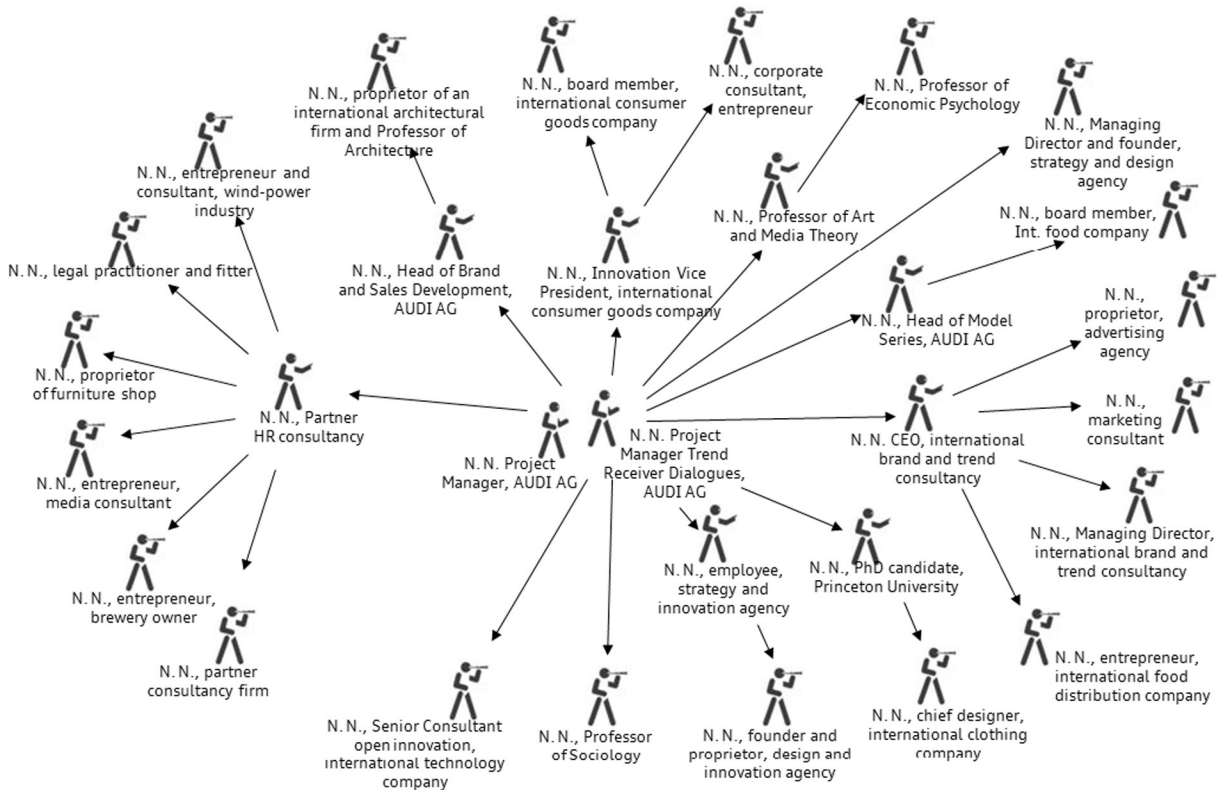 N. N., board member,
international consumer
goods company
N. N., corporate
consultant,
entrepreneur
N. N., Professor of
Economic Psychology
N. N., proprietor of an
international architectural
firm and Professor of
Architecture
N. N., Managing
Director and founder,
strategy and design
agency
N. N., entrepreneur and
consultant, wind-power
industry
N. N., board member,
Int. food company
N. N., Professor of Art
and Media Theory
N. N., legal practitioner and fitter
N. N., Head of Brand
and Sales Development,
AUDI AG
N. N., Innovation Vice
President, international
consumer goods company
N. N., Head of Model
Series, AUDI AG
N. N.,
proprietor,
advertising
agency
N. N., proprietor
of furniture shop
N. N., Partner
HR consultancy
N. N. Project
Manager, AUDI AG
N. N. Project
Manager Trend
Receiver Dialogues,
AUDI AG
N. N. CEO, international
brand and trend
consultancy
N. N.,
marketing
consultant
N. N., entrepreneur,
media consultant
N. N., Managing Director,
international brand and
trend consultancy
N. N., employee,
strategy and
innovation agency
N. N., PhD candidate,
Princeton University
N. N., entrepreneur,
brewery owner
N. N., partner
consultancy firm
N. N., entrepreneur,
international food
distribution company
N. N., Senior Consultant
open innovation,
international technology
company
N. N., Professor
of Sociology
N. N., founder and
proprietor, design and
innovation agency
N. N., chief designer,
international clothing
company